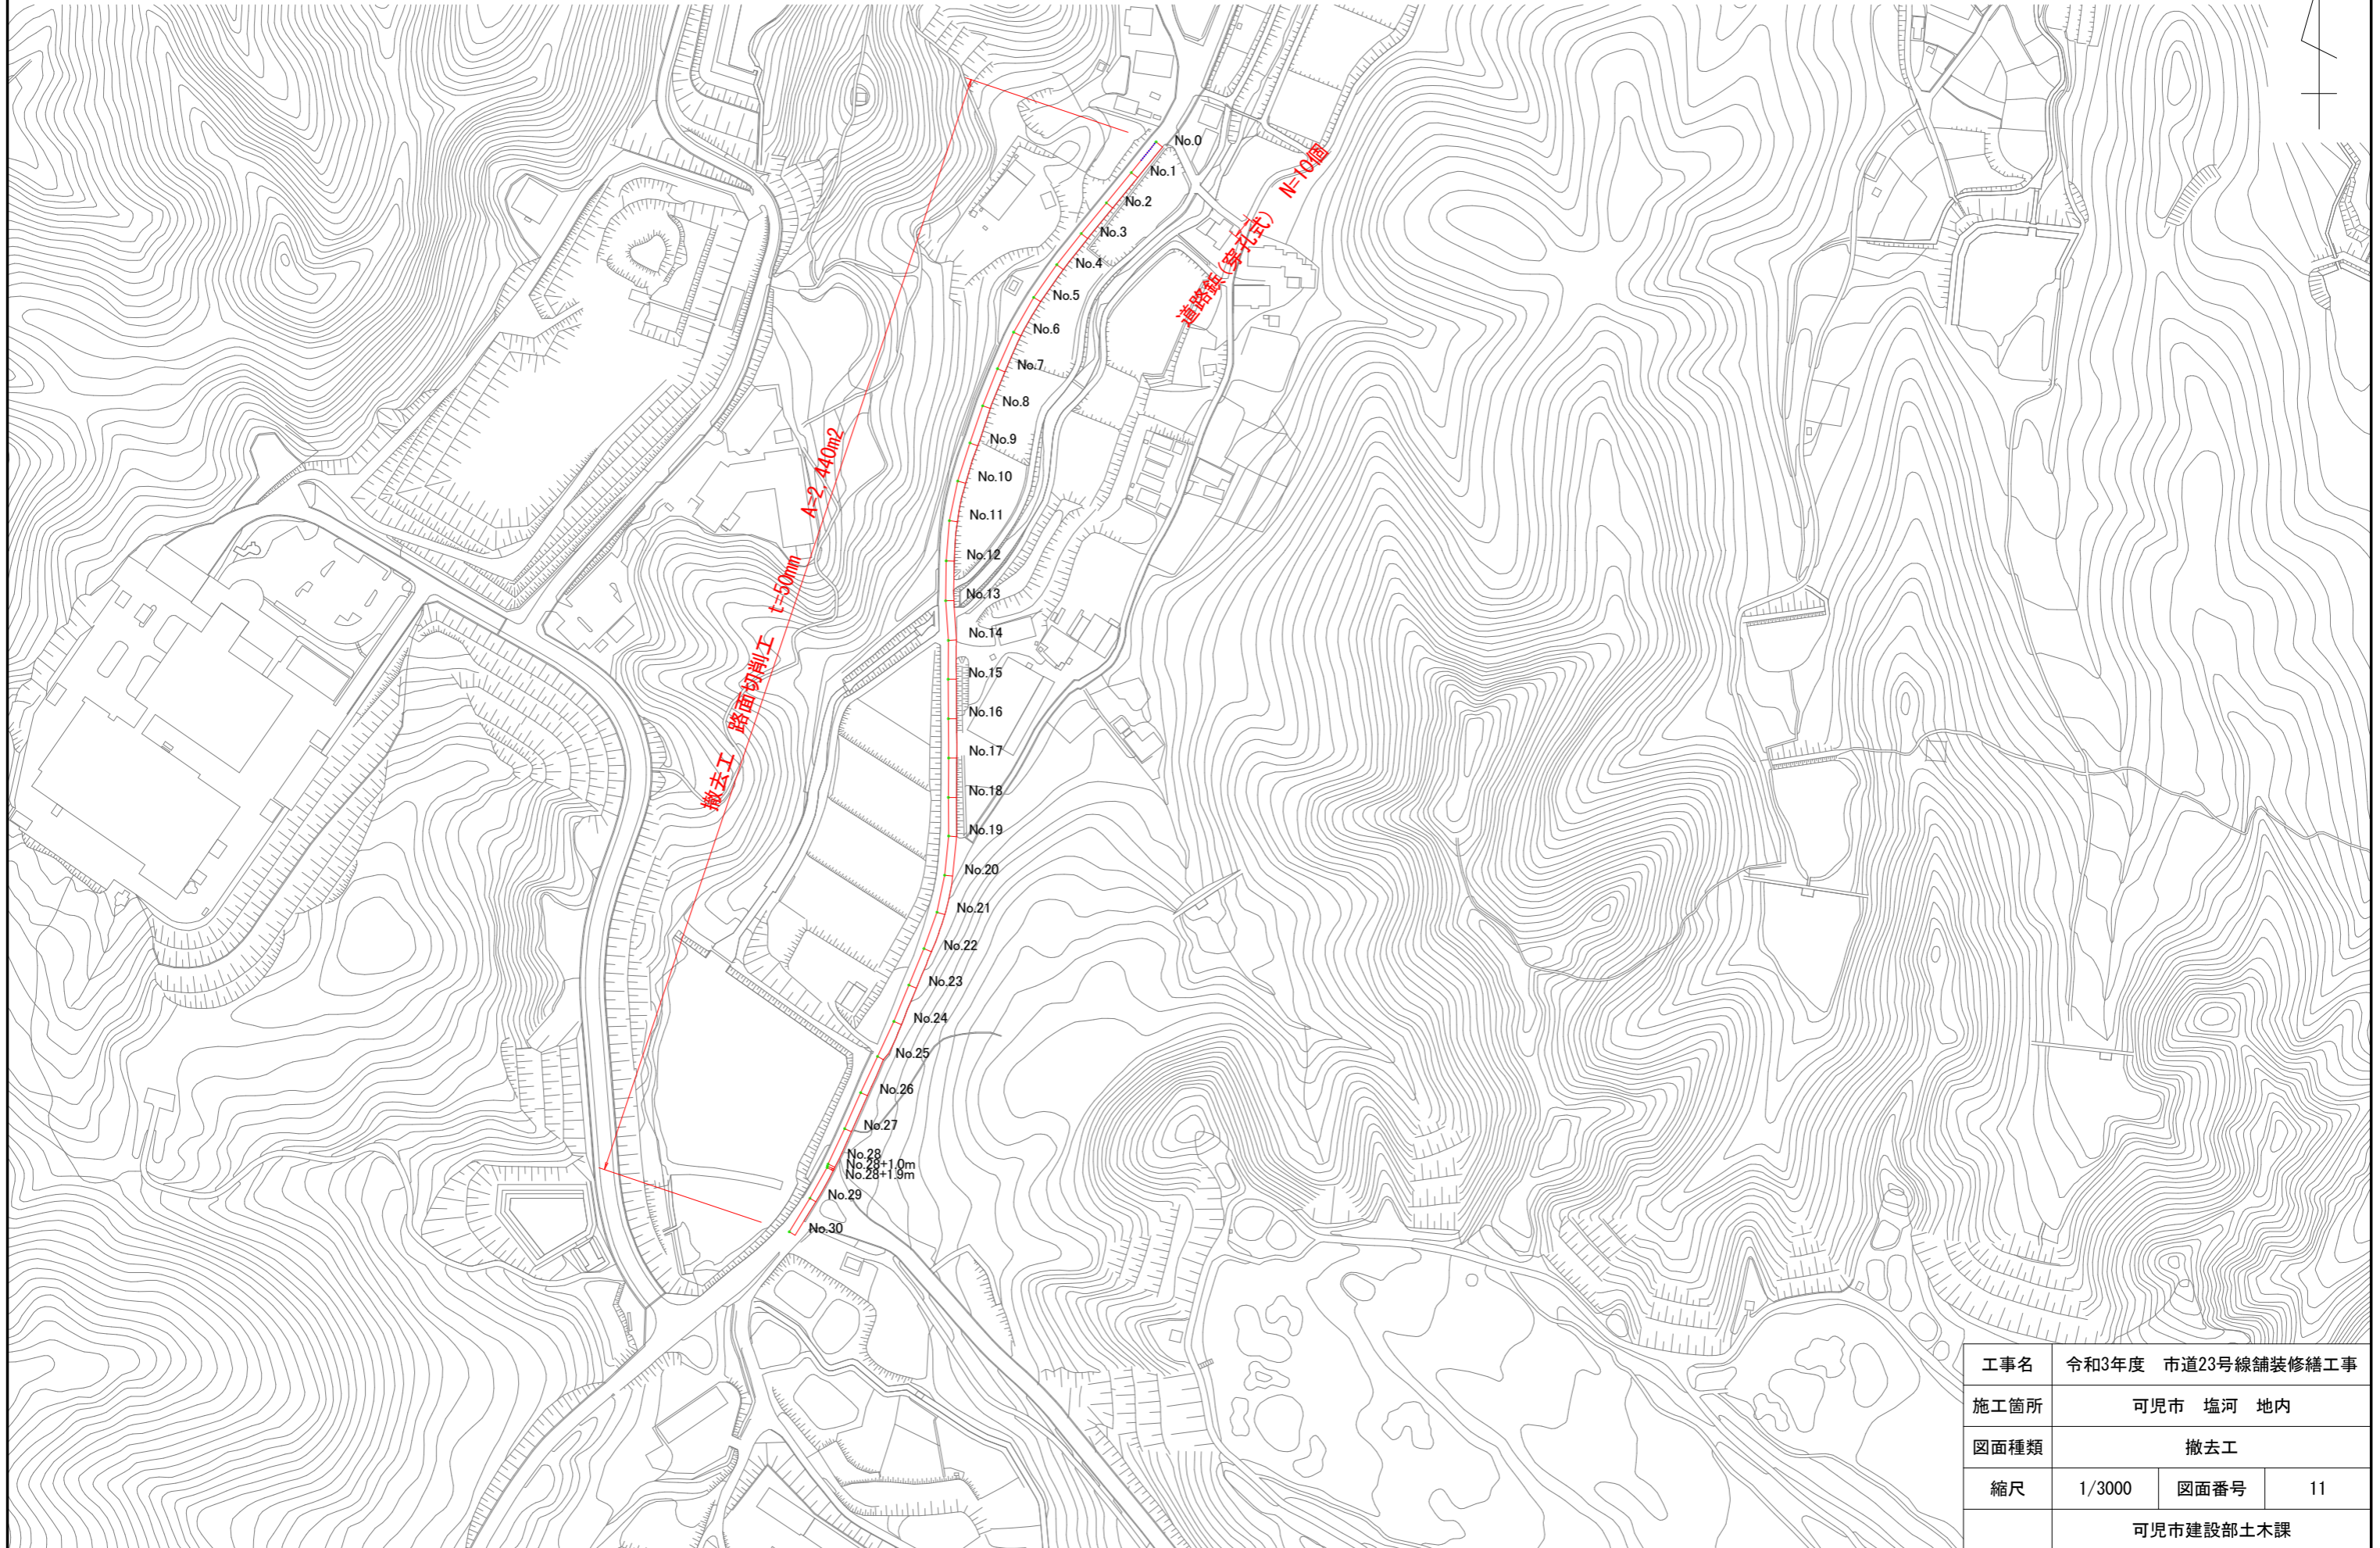 No.0
No.1
No.2
No.3
No.4
No.5
No.6
No.7
No.8
No.9
No.10
No.11
No.12
No.13
No.14
No.15
No.16
No.17
No.18
No.19
No.20
No.21
No.22
No.23
No.24
No.25
No.26
No.27
No.28
No.28+1.0m
No.28+1.9m
No.29
No.30
道路鋲(穿孔式) N=10個
撤去工 路面切削工 t=50mm A=2,440m2
工事名 令和3年度 市道23号線舗装修繕工事
施工箇所 可児市 塩河 地内
図面種類 撤去工
縮尺 1/3000 図面番号 11
可児市建設部土木課